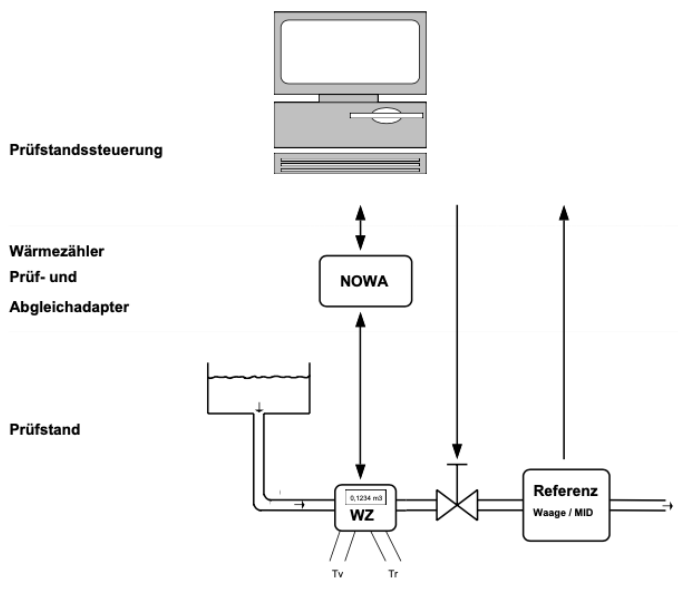 Prüfstandssteuerung
Wärmezähler
Prüf- und
Abgleichadapter
NOWA
Prüfstand
0,1234 m3
WZ
Referenz
Waage / MID
Tv
Tr